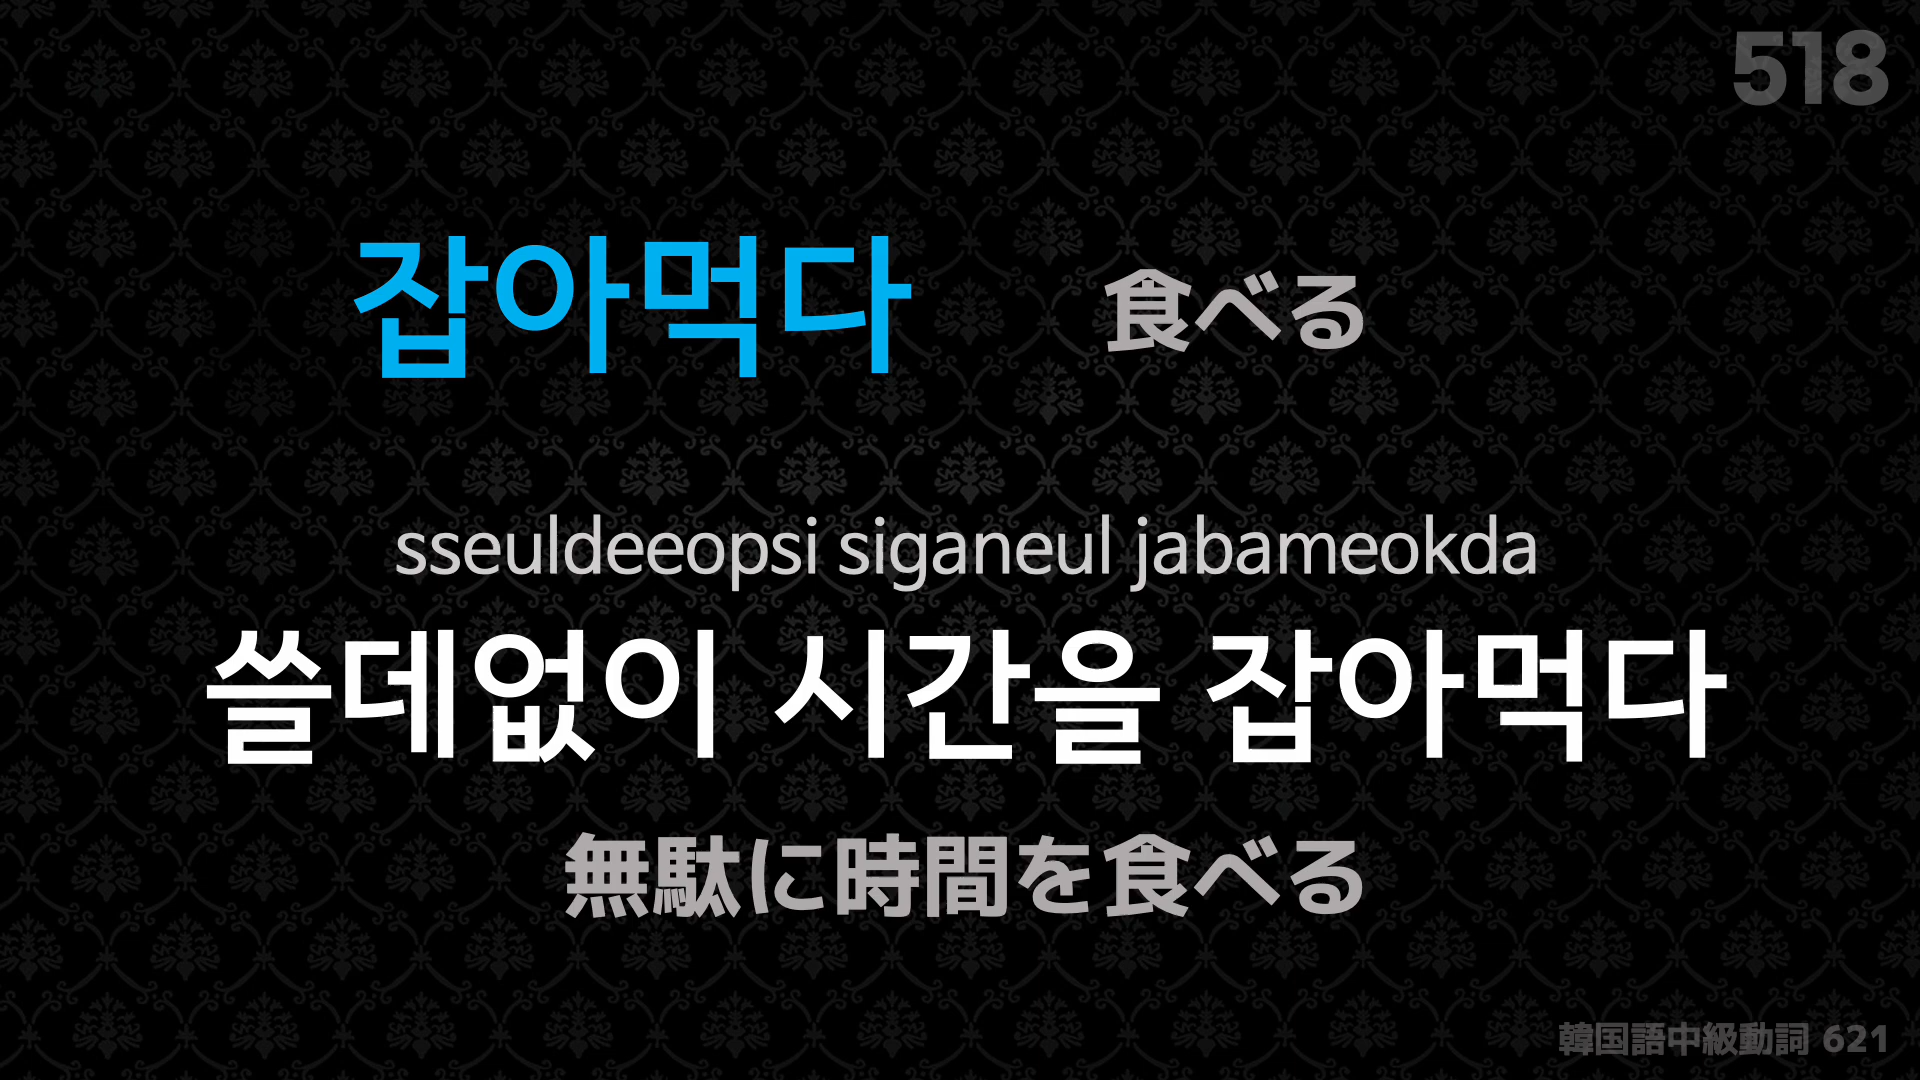 518
잡아먹다 食べる
sseuldeeopsi siganeul jabameokda
쓸데없이 시간을 잡아먹다
無駄に時間を食べる
韓国語中級動詞 621